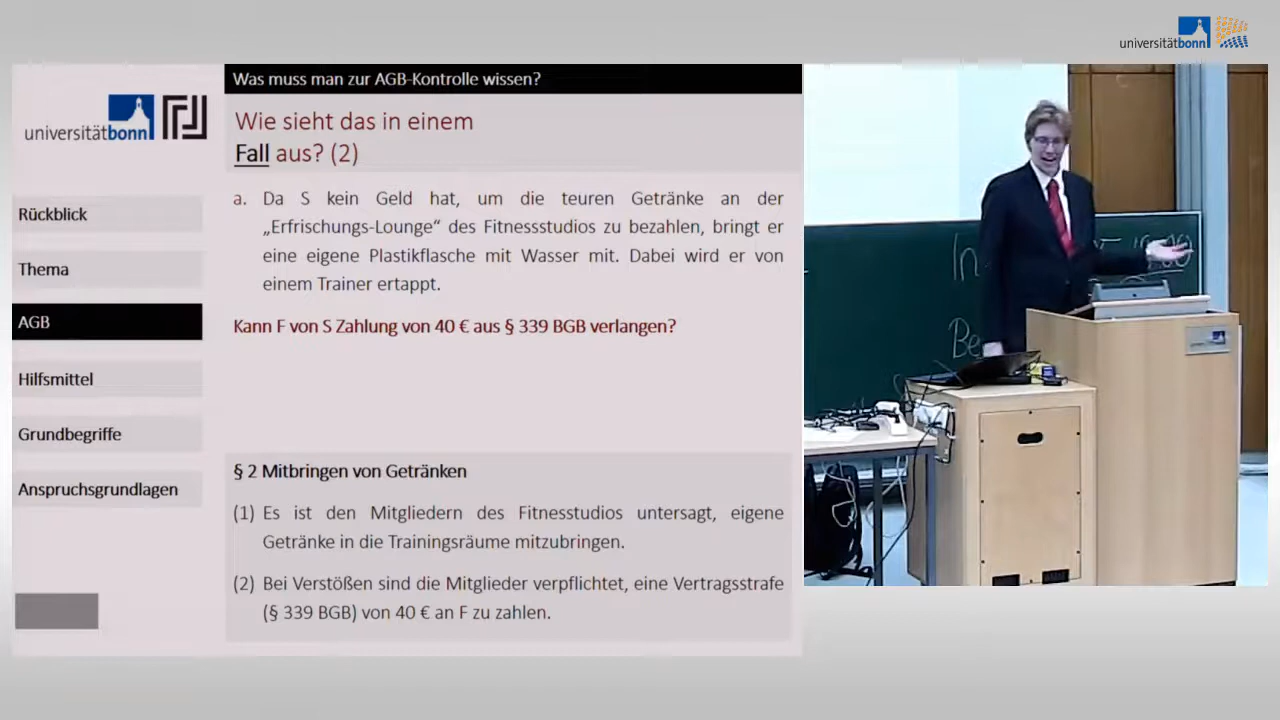 universitätbonn
Was muss man zur AGB-Kontrolle wissen?
universitätbonn
Wie sieht das in einem
Fall aus? (2)
a. Da S kein Geld hat, um die teuren Getränke an der
„Erfrischungs-Lounge“ des Fitnessstudios zu bezahlen, bringt er
eine eigene Plastikflasche mit Wasser mit. Dabei wird er von
einem Trainer ertappt.
Kann F von S Zahlung von 40 € aus § 339 BGB verlangen?
Rückblick
Thema
AGB
Hilfsmittel
Grundbegriffe
Anspruchsgrundlagen
§ 2 Mitbringen von Getränken
(1) Es ist den Mitgliedern des Fitnesstudios untersagt, eigene
Getränke in die Trainingsräume mitzubringen.
(2) Bei Verstößen sind die Mitglieder verpflichtet, eine Vertragsstrafe
(§ 339 BGB) von 40 € an F zu zahlen.